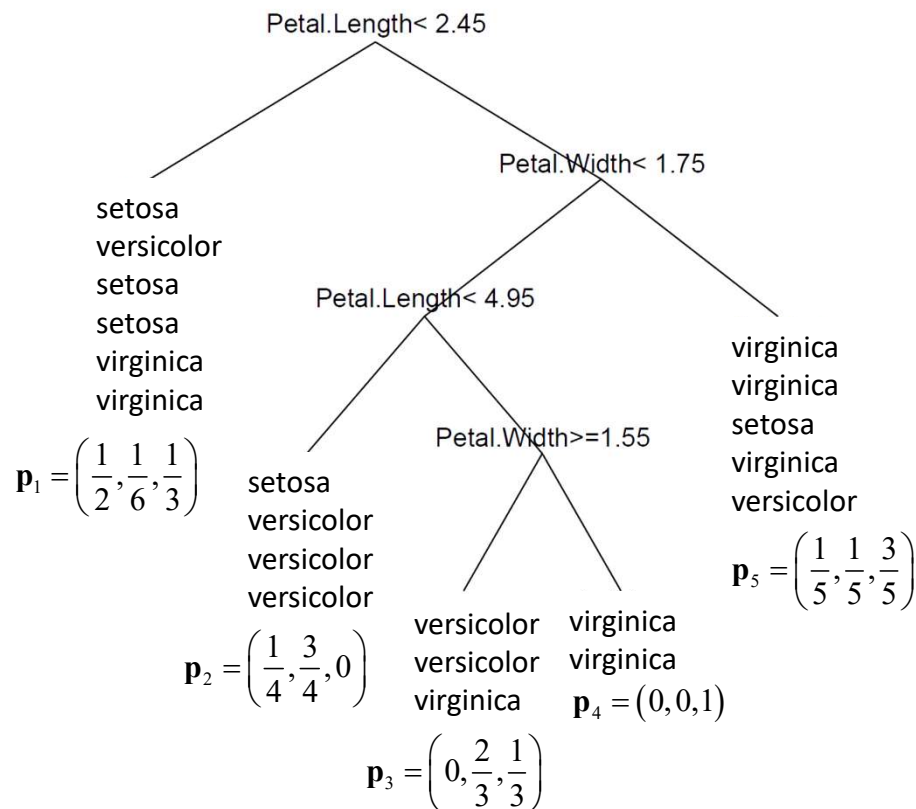 Petal.Length< 2.45
Petal.Width< 1.75
setosa
versicolor
setosa
setosa
virginica
virginica
p₁ = (1/2, 1/6, 1/3)
Petal.Length< 4.95
virginica
virginica
setosa
virginica
versicolor
p₅ = (1/5, 1/5, 3/5)
Petal.Width>=1.55
setosa
versicolor
versicolor
versicolor
p₂ = (1/4, 3/4, 0)
versicolor
versicolor
virginica
p₃ = (0, 2/3, 1/3)
virginica
virginica
p₄ = (0,0,1)